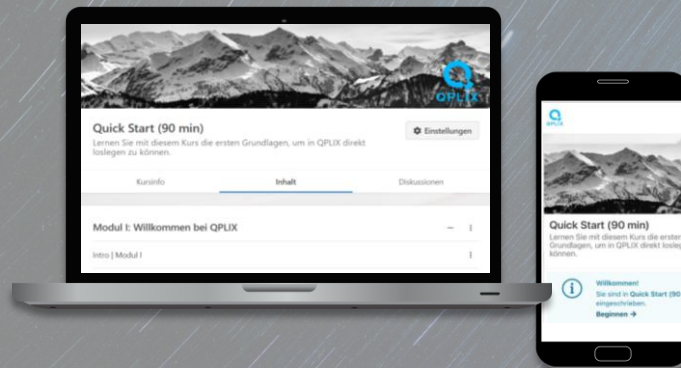 QPLIX
Quick Start (90 min)
Lernen Sie mit diesem Kurs die ersten Grundlagen, um in QPLIX direkt
loslegen zu können.
Einstellungen
Kursinfo
Inhalt
Diskussionen
Modul I: Willkommen bei QPLIX
Intro | Modul I
QPLIX
Quick Start (90 min)
Lernen Sie mit diesem Kurs die ersten
Grundlagen, um in QPLIX direkt losleg
können.
Willkommen!
Sie sind in Quick Start (90
eingeschrieben.
Beginnen →